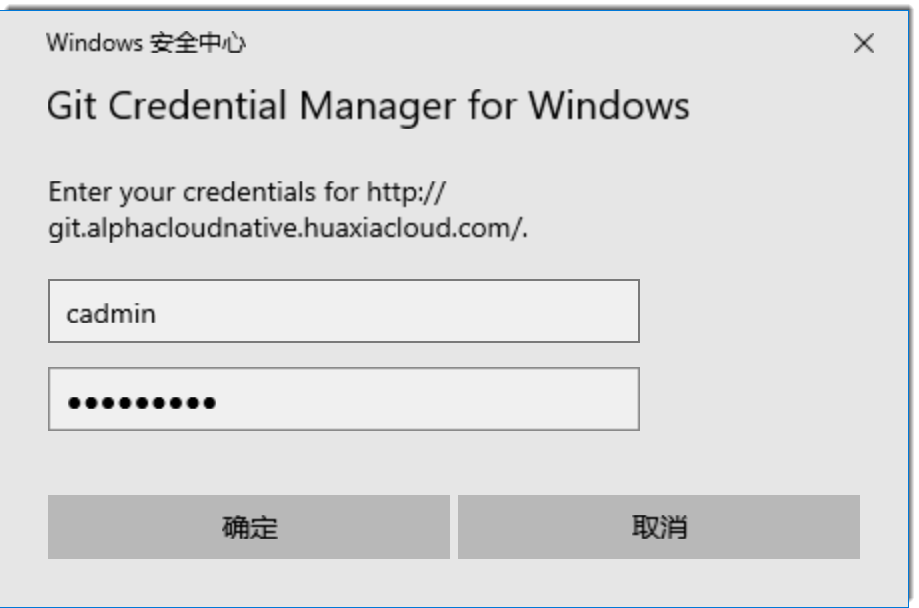 Windows 安全中心
Git Credential Manager for Windows
Enter your credentials for http://
git.alphacloudnative.huaxiacloud.com/.
cadmin
●●●●●●●●●
确定
取消